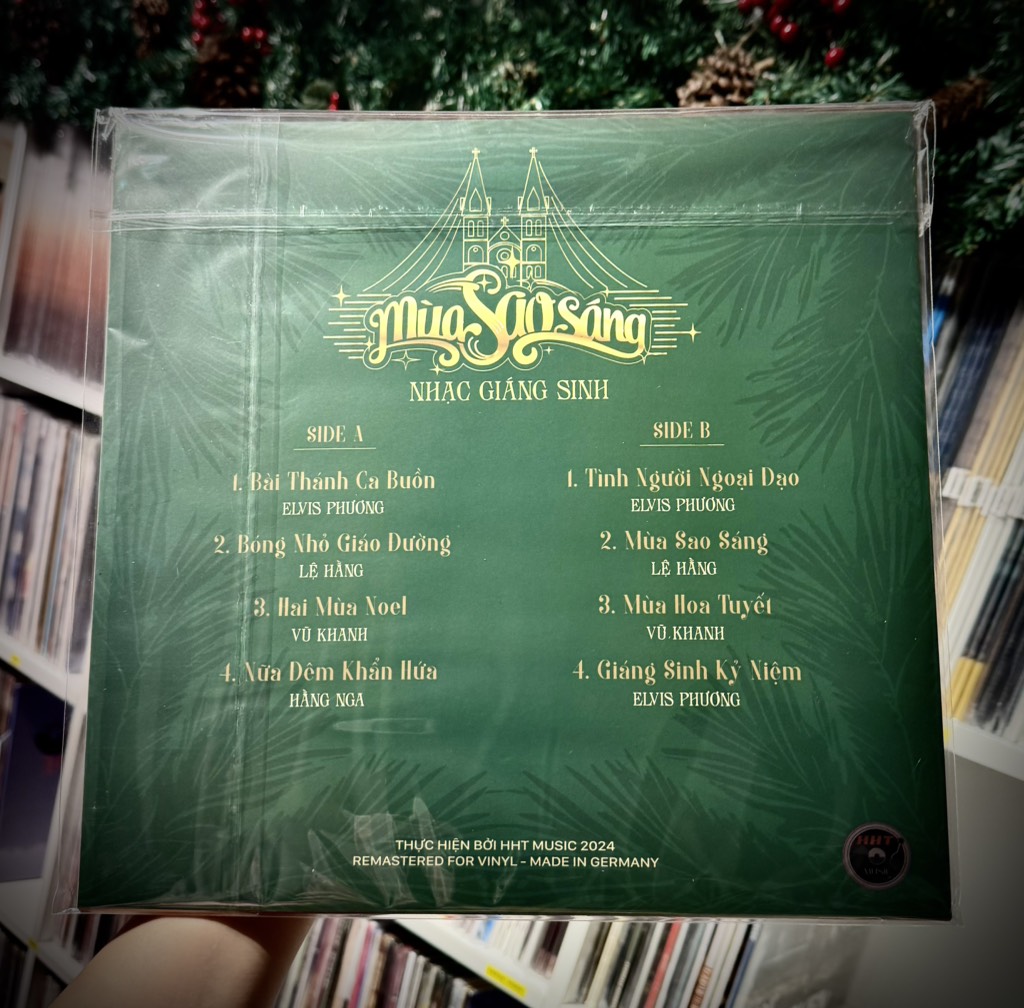 Mùa Sao Sáng
NHẠC GIÁNG SINH
SIDE A
1. Bài Thánh Ca Buồn
ELVIS PHƯƠNG
2. Bóng Nhỏ Giáo Đường
LỆ HẰNG
3. Hai Mùa Noel
VŨ KHANH
4. Nữa Đêm Khẩn Hứa
HẰNG NGA
SIDE B
1. Tình Người Ngoại Đạo
ELVIS PHƯƠNG
2. Mùa Sao Sáng
LỆ HẰNG
3. Mùa Hoa Tuyết
VŨ KHANH
4. Giáng Sinh Kỷ Niệm
ELVIS PHƯƠNG
THỰC HIỆN BỞI HHT MUSIC 2024
REMASTERED FOR VINYL - MADE IN GERMANY
HHT
MUSIC